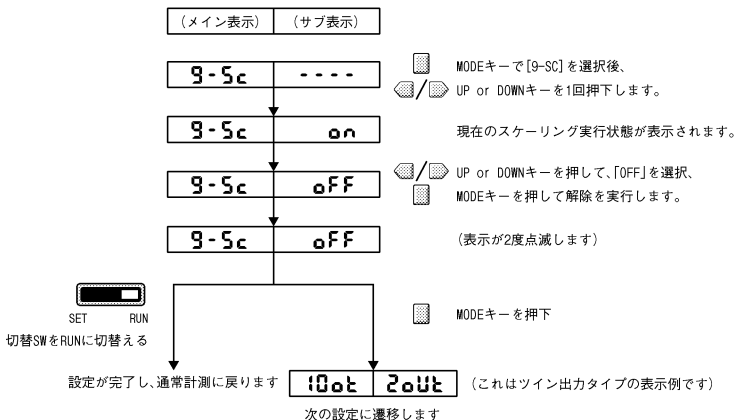 (メイン表示) (サブ表示)
9-Sc ----
MODEキーで[9-SC]を選択後、
/ UP or DOWNキーを1回押下します。
9-Sc on
現在のスケーリング実行状態が表示されます。
9-Sc oFF
/ UP or DOWNキーを押して、「OFF」を選択、
MODEキーを押して解除を実行します。
9-Sc oFF
(表示が2度点滅します)
SET RUN
切替SWをRUNに切替える
MODEキーを押下
設定が完了し、通常計測に戻ります
10ot 2oUt
(これはツイン出力タイプの表示例です)
次の設定に遷移します